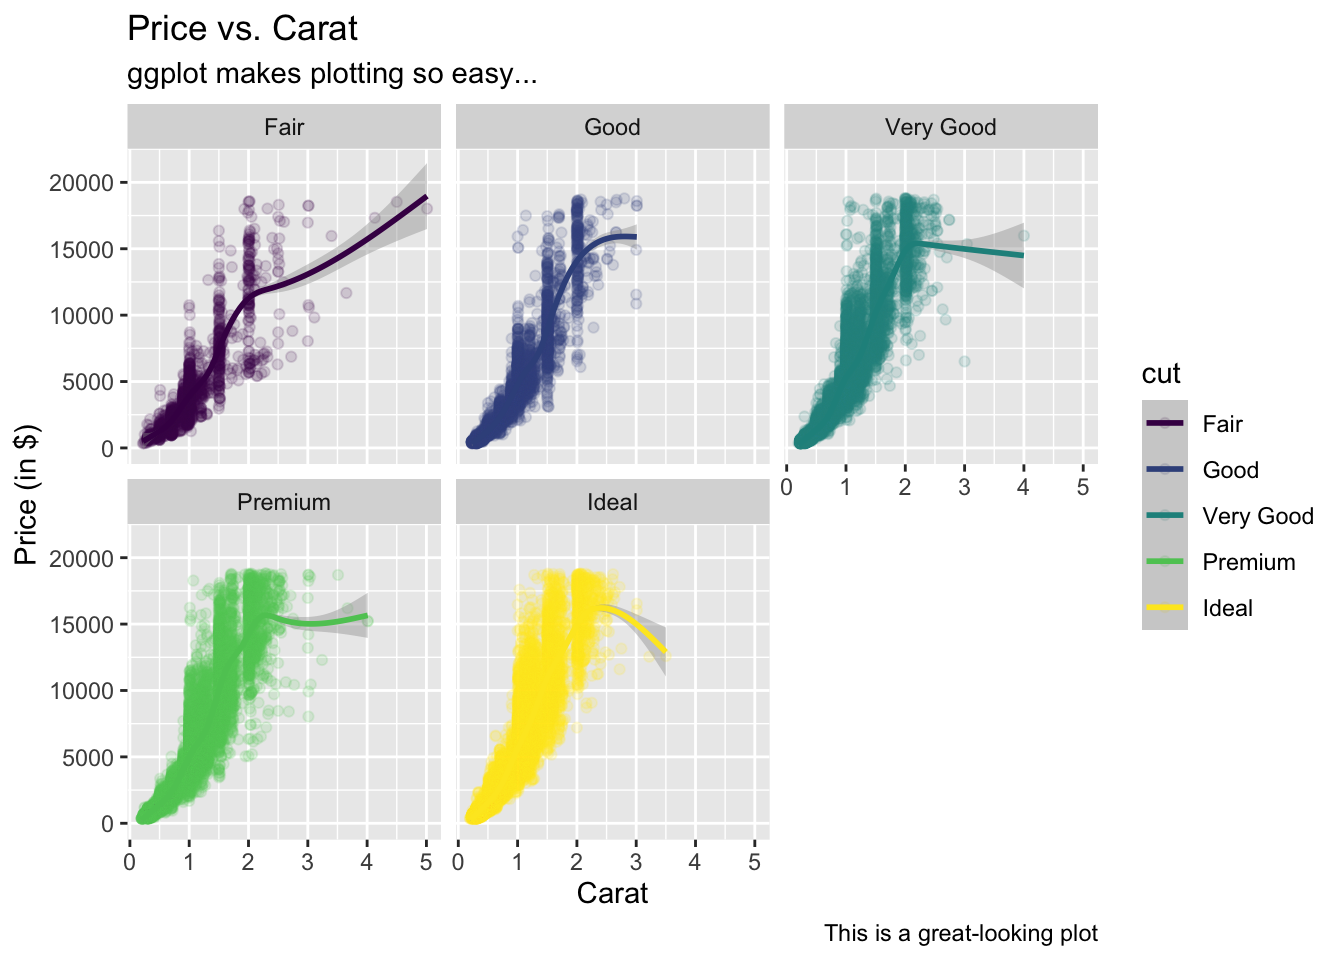 Price vs. Carat
ggplot makes plotting so easy...
Fair
Good
Very Good
20000
15000
10000
5000
0
0 1 2 3 4 5
Premium
Ideal
20000
15000
10000
5000
0
0 1 2 3 4 5
0 1 2 3 4 5
Price (in $)
Carat
cut
Fair
Good
Very Good
Premium
Ideal
This is a great-looking plot